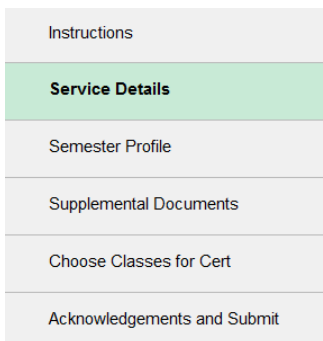 Instructions
Service Details
Semester Profile
Supplemental Documents
Choose Classes for Cert
Acknowledgements and Submit